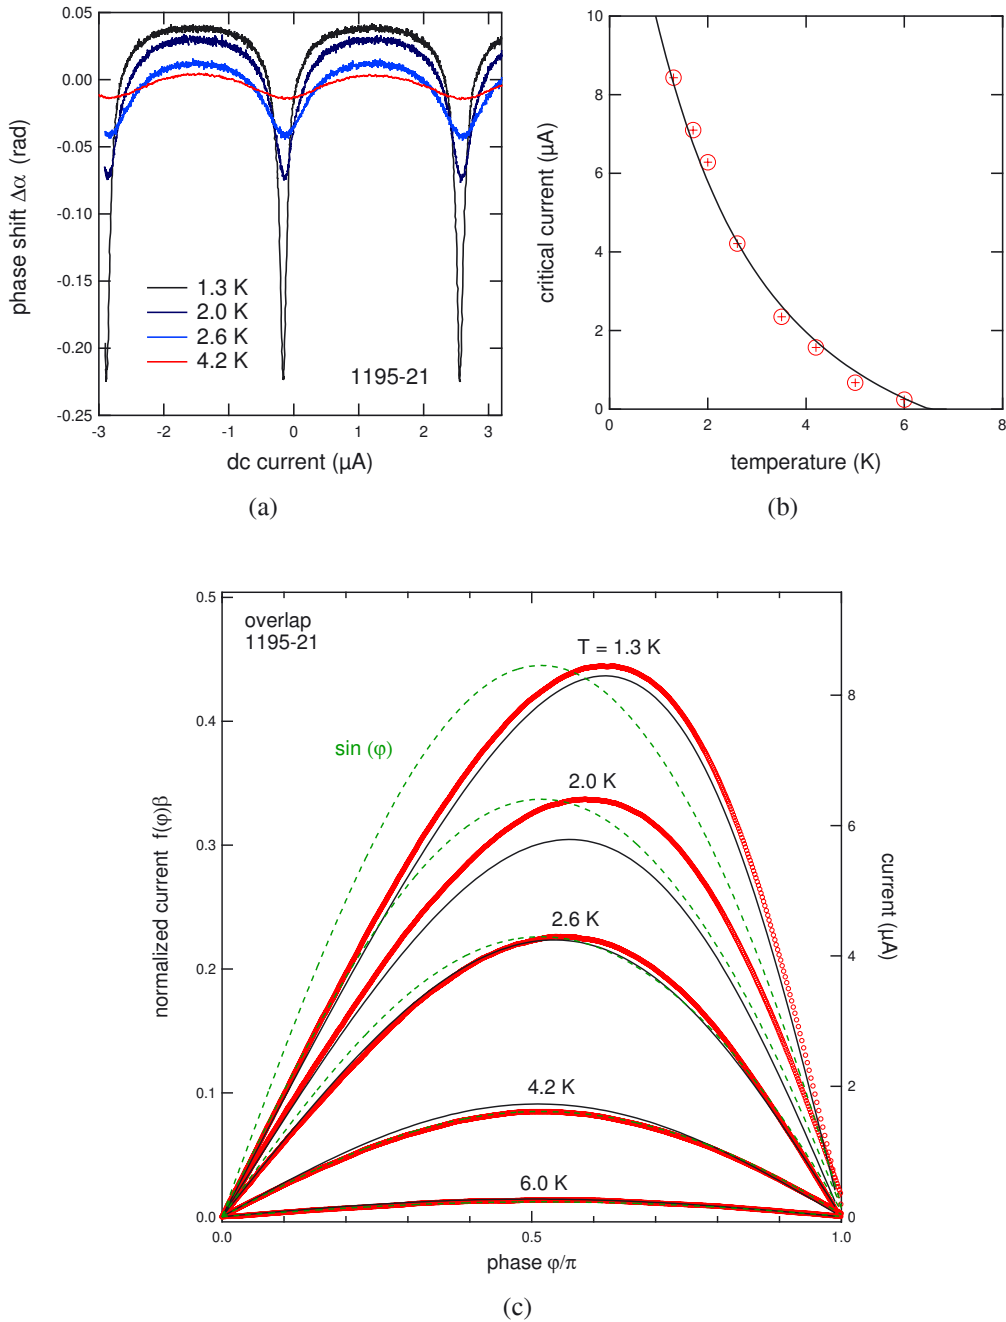 0.05
0.00
-0.05
-0.10
-0.15
-0.20
-0.25
phase shift Δα (rad)
1.3 K
2.0 K
2.6 K
4.2 K
1195-21
-3 -2 -1 0 1 2 3
dc current (µA)
(a)
10
8
6
4
2
0
critical current (µA)
0 2 4 6 8
temperature (K)
(b)
0.5
0.4
0.3
0.2
0.1
0.0
normalized current f(φ)β
overlap
1195-21
T = 1.3 K
sin (φ)
2.0 K
2.6 K
4.2 K
6.0 K
8
6
4
2
0
current (µA)
0.0 0.5 1.0
phase φ/π
(c)